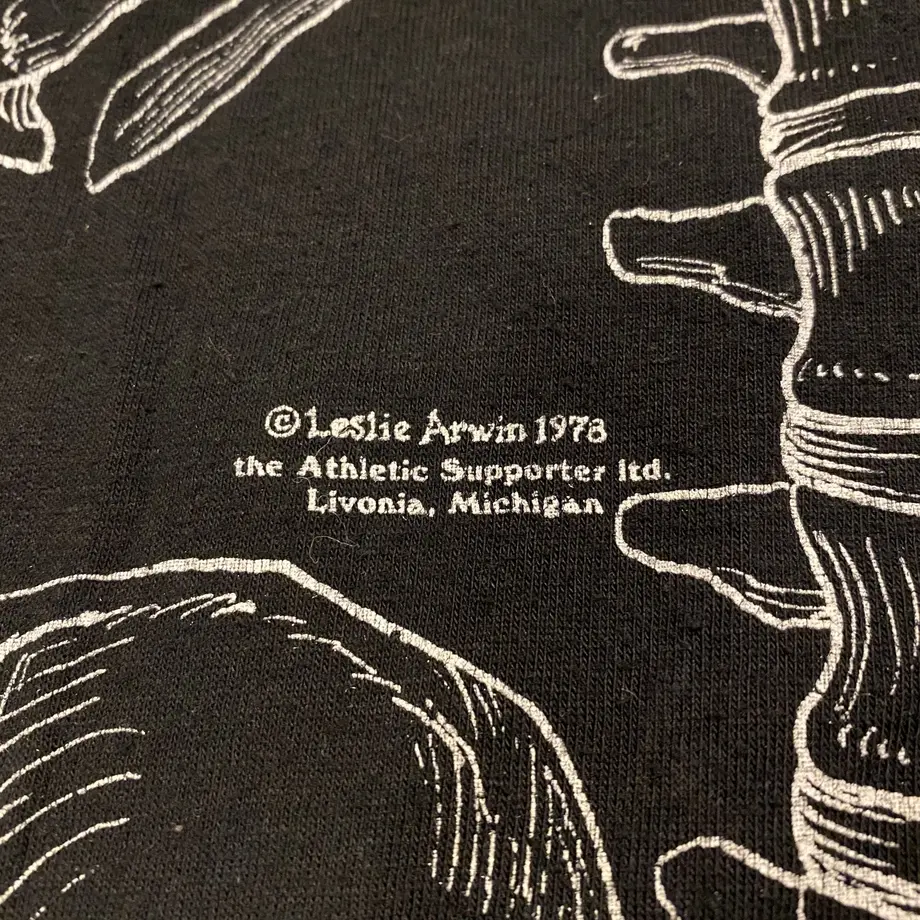 ©Leslie Arwin 1978
the Athletic Supporter ltd.
Livonia, Michigan